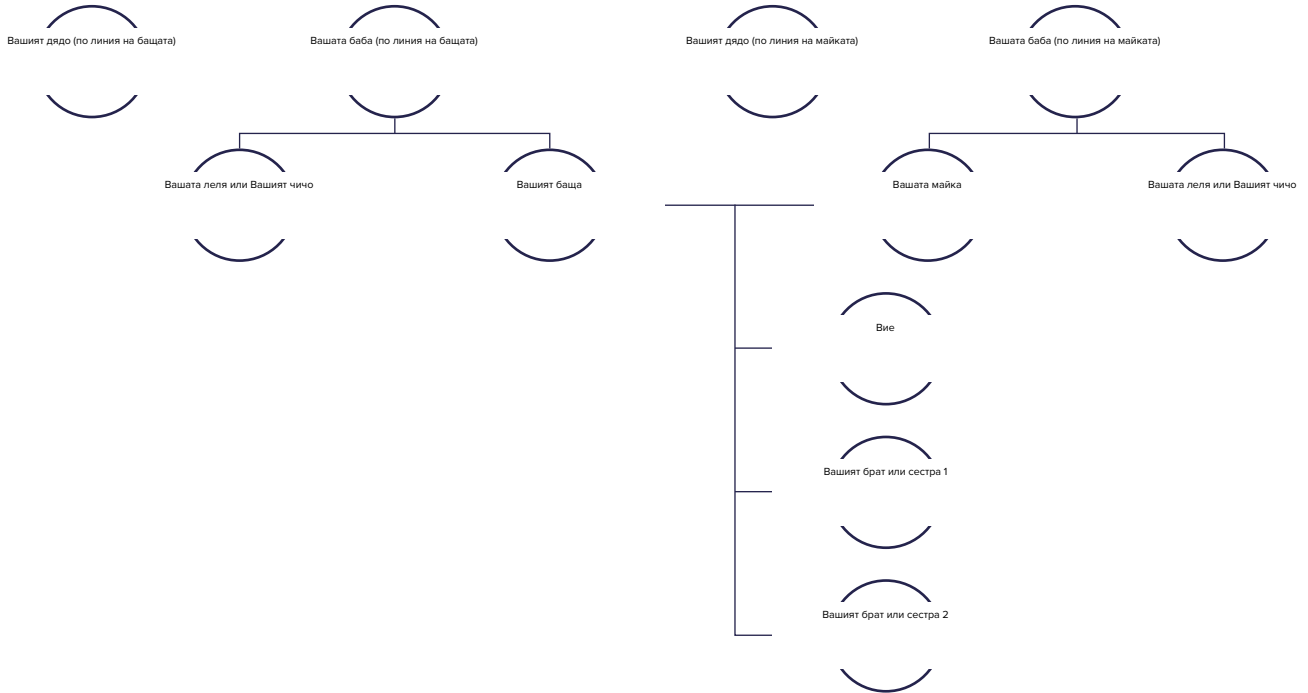 Вашият дядо (по линия на бащата)
Вашата баба (по линия на бащата)
Вашият дядо (по линия на майката)
Вашата баба (по линия на майката)
Вашата леля или Вашият чичо
Вашият баща
Вашата майка
Вашата леля или Вашият чичо
Вие
Вашият брат или сестра 1
Вашият брат или сестра 2